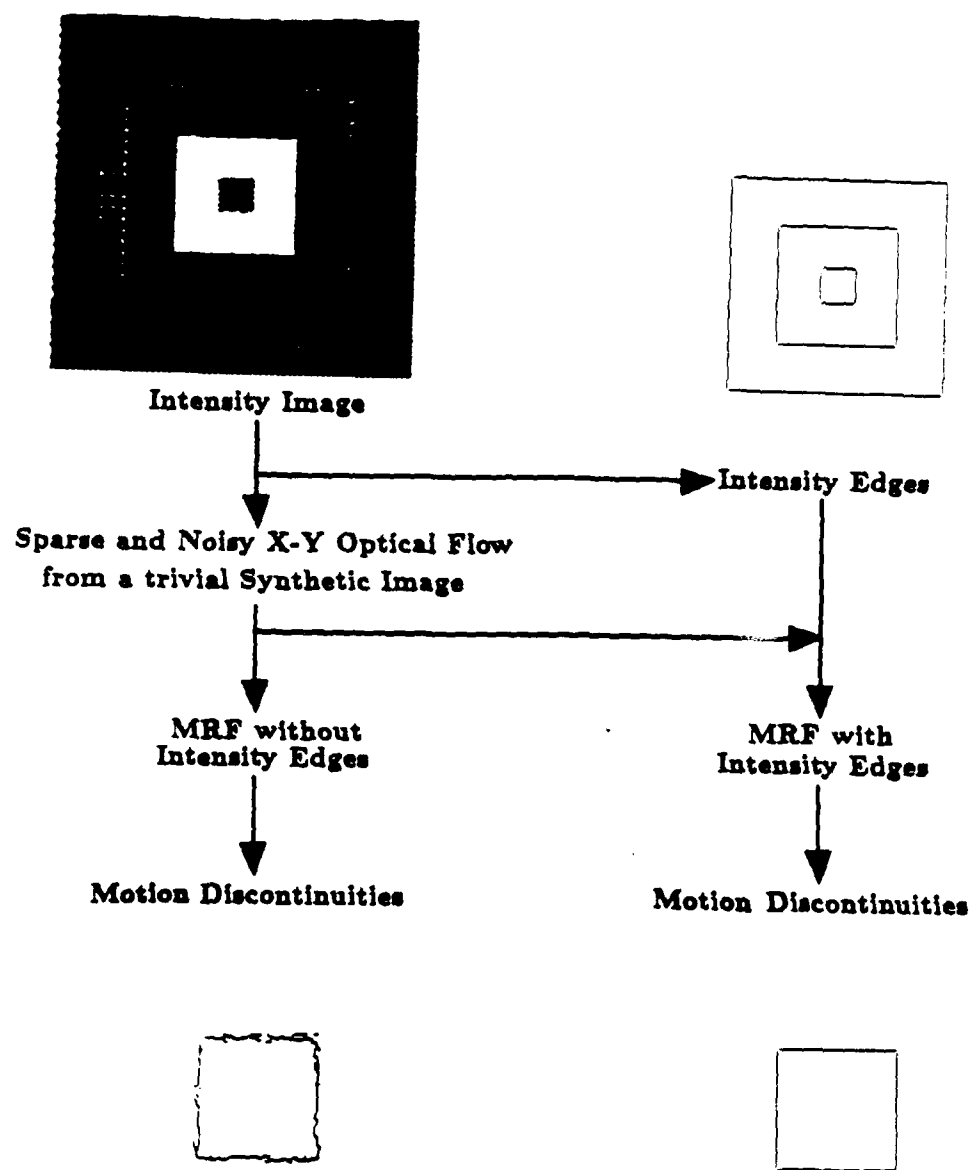 Intensity Image
Intensity Edges
Sparse and Noisy X-Y Optical Flow
from a trivial Synthetic Image
MRF without
Intensity Edges
MRF with
Intensity Edges
Motion Discontinuities
Motion Discontinuities